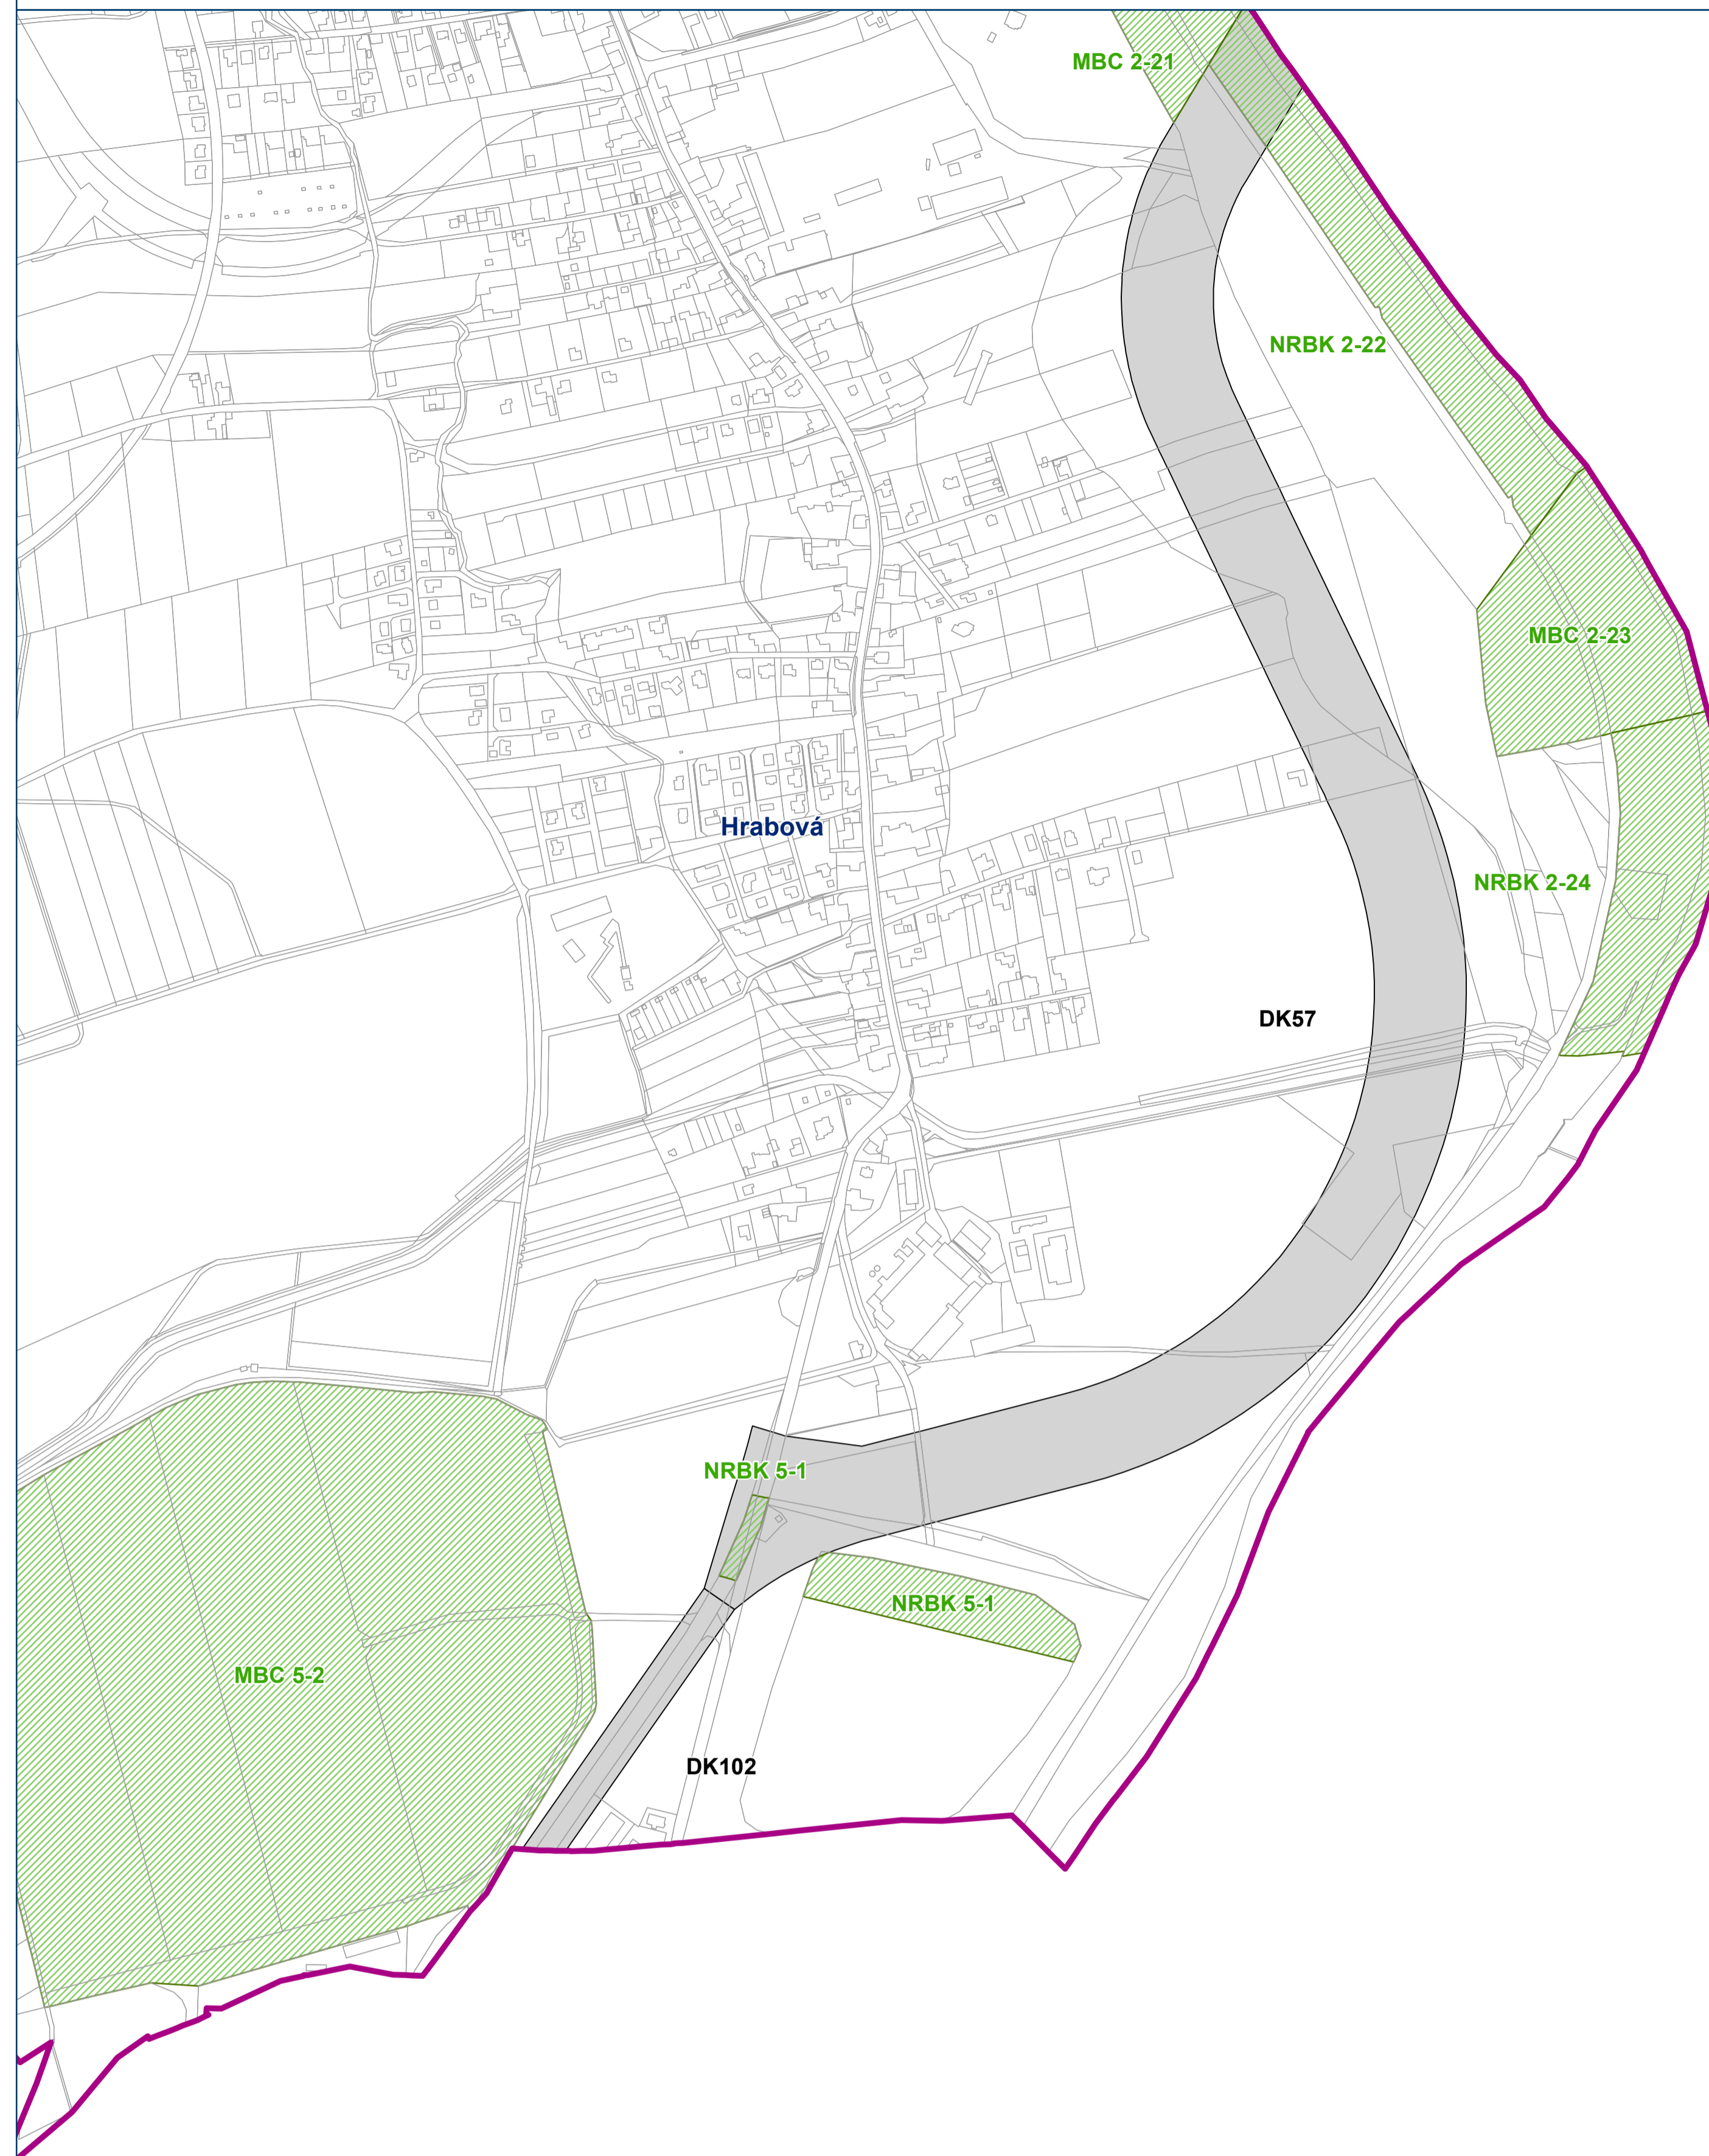 MBC 2-21
NRBK 2-22
MBC 2-23
Hrabová
NRBK 2-24
DK57
NRBK 5-1
NRBK 5-1
MBC 5-2
DK102